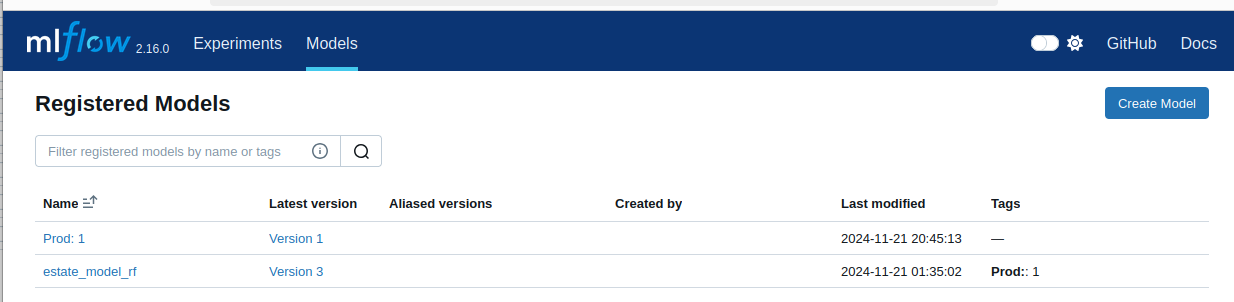 mlflow 2.16.0 Experiments Models GitHub Docs
Registered Models Create Model
Filter registered models by name or tags
Name Latest version Aliased versions Created by Last modified Tags
Prod: 1 Version 1 2024-11-21 20:45:13 —
estate_model_rf Version 3 2024-11-21 01:35:02 Prod:: 1